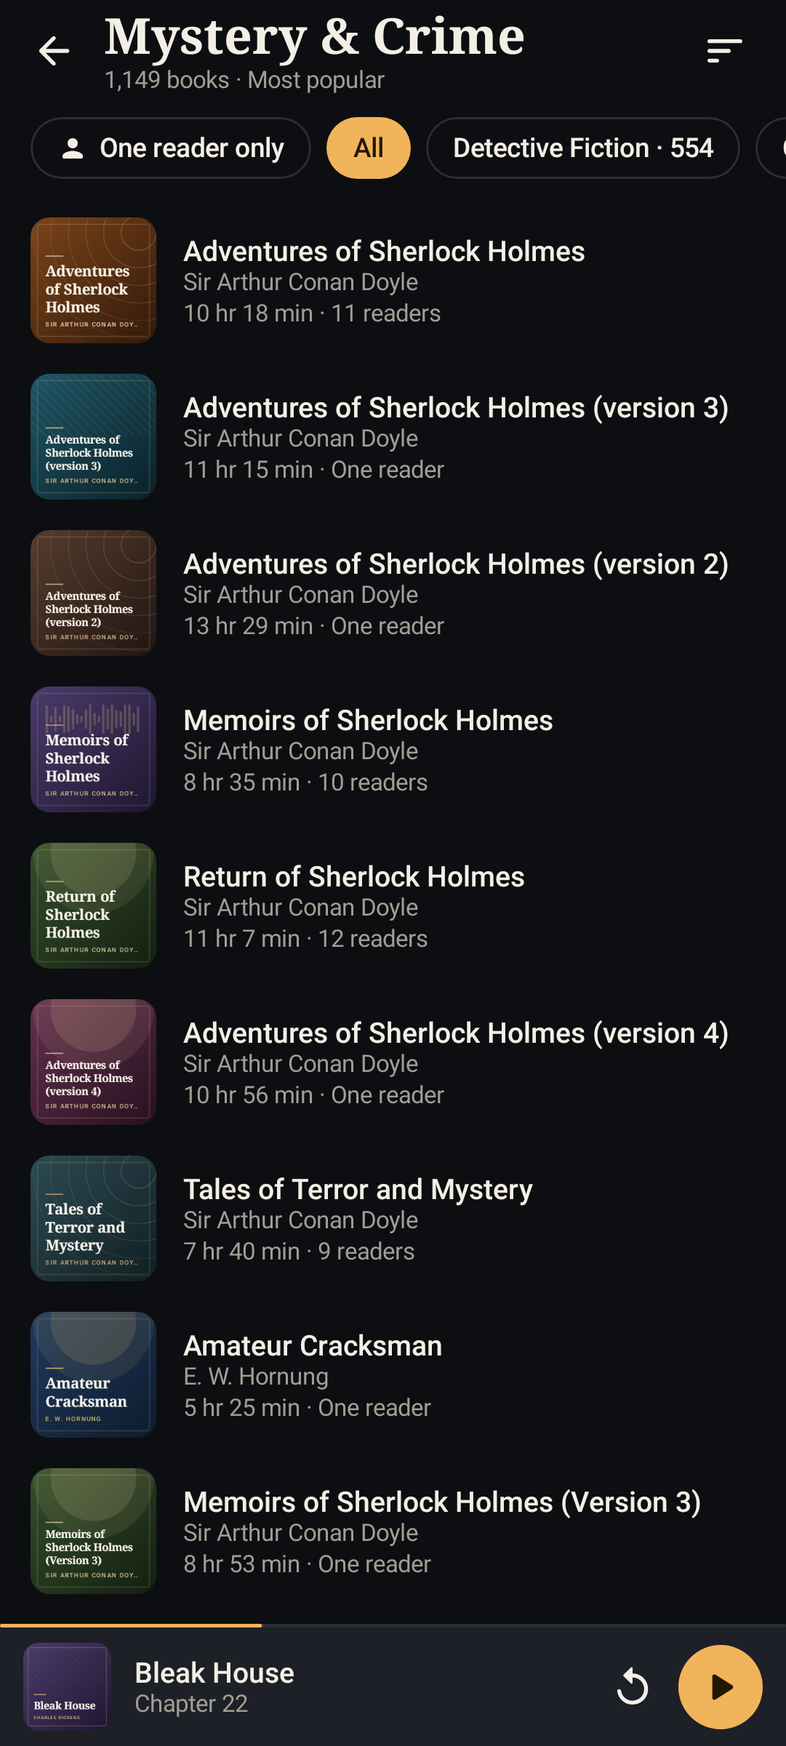 Mystery & Crime
1,149 books · Most popular
One reader only
All
Detective Fiction · 554
Adventures
of Sherlock
Holmes
SIR ARTHUR CONAN DOY…
Adventures of Sherlock Holmes
Sir Arthur Conan Doyle
10 hr 18 min · 11 readers
Adventures of
Sherlock Holmes
(version 3)
SIR ARTHUR CONAN DOY…
Adventures of Sherlock Holmes (version 3)
Sir Arthur Conan Doyle
11 hr 15 min · One reader
Adventures of
Sherlock Holmes
(version 2)
SIR ARTHUR CONAN DOY…
Adventures of Sherlock Holmes (version 2)
Sir Arthur Conan Doyle
13 hr 29 min · One reader
Memoirs of
Sherlock
Holmes
SIR ARTHUR CONAN DOY…
Memoirs of Sherlock Holmes
Sir Arthur Conan Doyle
8 hr 35 min · 10 readers
Return of
Sherlock
Holmes
SIR ARTHUR CONAN DOY…
Return of Sherlock Holmes
Sir Arthur Conan Doyle
11 hr 7 min · 12 readers
Adventures of
Sherlock Holmes
(version 4)
SIR ARTHUR CONAN DOY…
Adventures of Sherlock Holmes (version 4)
Sir Arthur Conan Doyle
10 hr 56 min · One reader
Tales of
Terror and
Mystery
SIR ARTHUR CONAN DOY…
Tales of Terror and Mystery
Sir Arthur Conan Doyle
7 hr 40 min · 9 readers
Amateur
Cracksman
E. W. HORNUNG
Amateur Cracksman
E. W. Hornung
5 hr 25 min · One reader
Memoirs of
Sherlock Holmes
(Version 3)
SIR ARTHUR CONAN DOY…
Memoirs of Sherlock Holmes (Version 3)
Sir Arthur Conan Doyle
8 hr 53 min · One reader
Bleak House
CHARLES DICKENS
Bleak House
Chapter 22